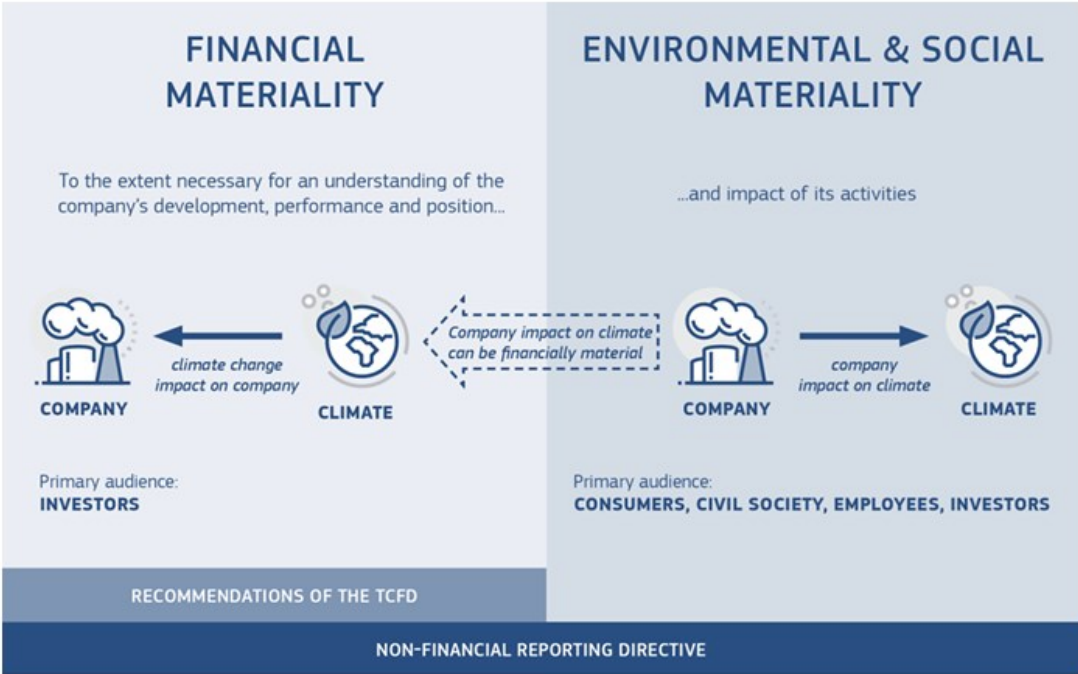 FINANCIAL
MATERIALITY
To the extent necessary for an understanding of the
company's development, performance and position...
climate change
impact on company
COMPANY
CLIMATE
Primary audience:
INVESTORS
RECOMMENDATIONS OF THE TCFD
Company impact on climate
can be financially material
ENVIRONMENTAL & SOCIAL
MATERIALITY
...and impact of its activities
company
impact on climate
COMPANY
CLIMATE
Primary audience:
CONSUMERS, CIVIL SOCIETY, EMPLOYEES, INVESTORS
NON-FINANCIAL REPORTING DIRECTIVE